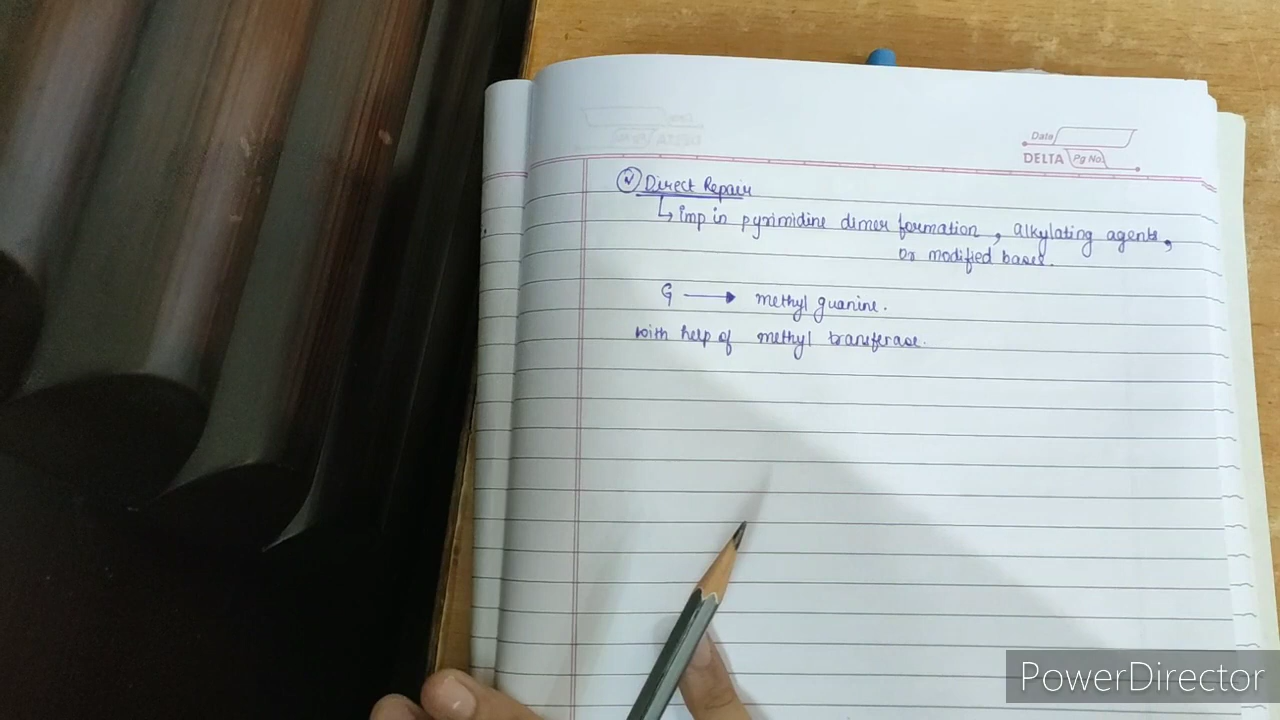 Date
DELTA Pg No.
Direct Repair
↳ Imp in pyrimidine dimer formation, alkylating agents,
or modified bases.
G → methyl guanine.
with help of methyl transferase.
PowerDirector